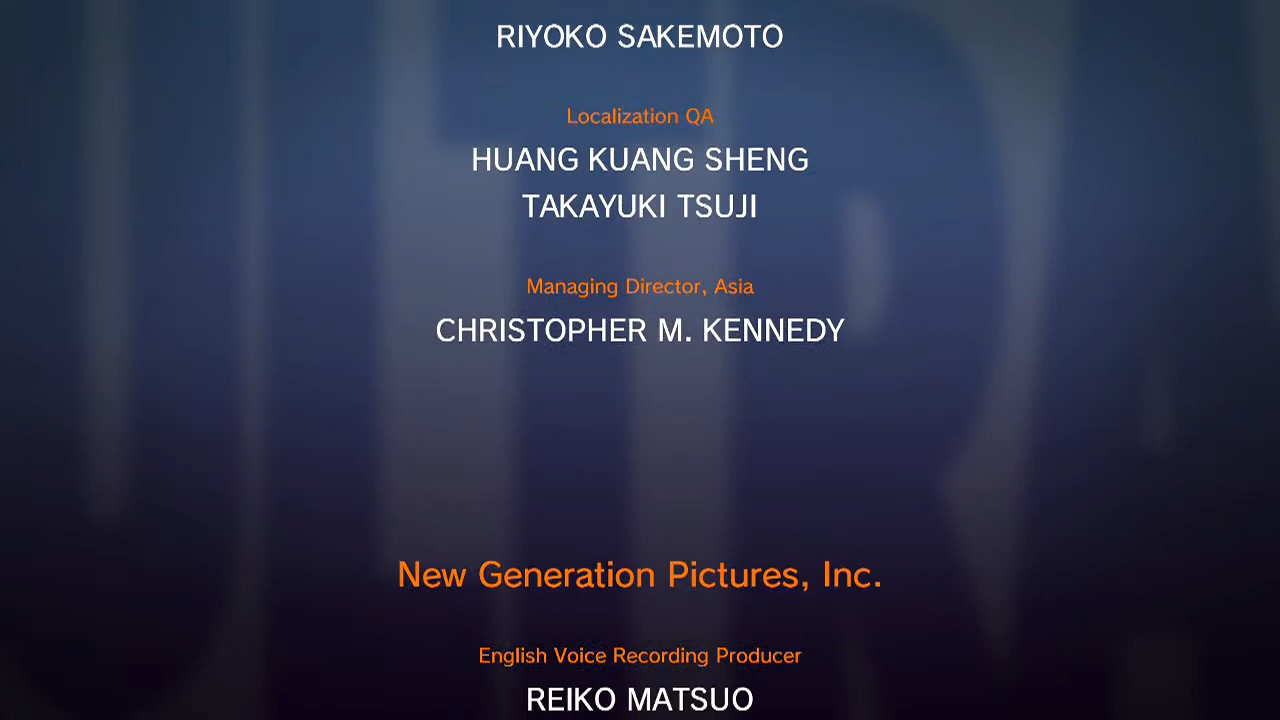 RIYOKO SAKEMOTO
Localization QA
HUANG KUANG SHENG
TAKAYUKI TSUJI
Managing Director, Asia
CHRISTOPHER M. KENNEDY
New Generation Pictures, Inc.
English Voice Recording Producer
REIKO MATSUO